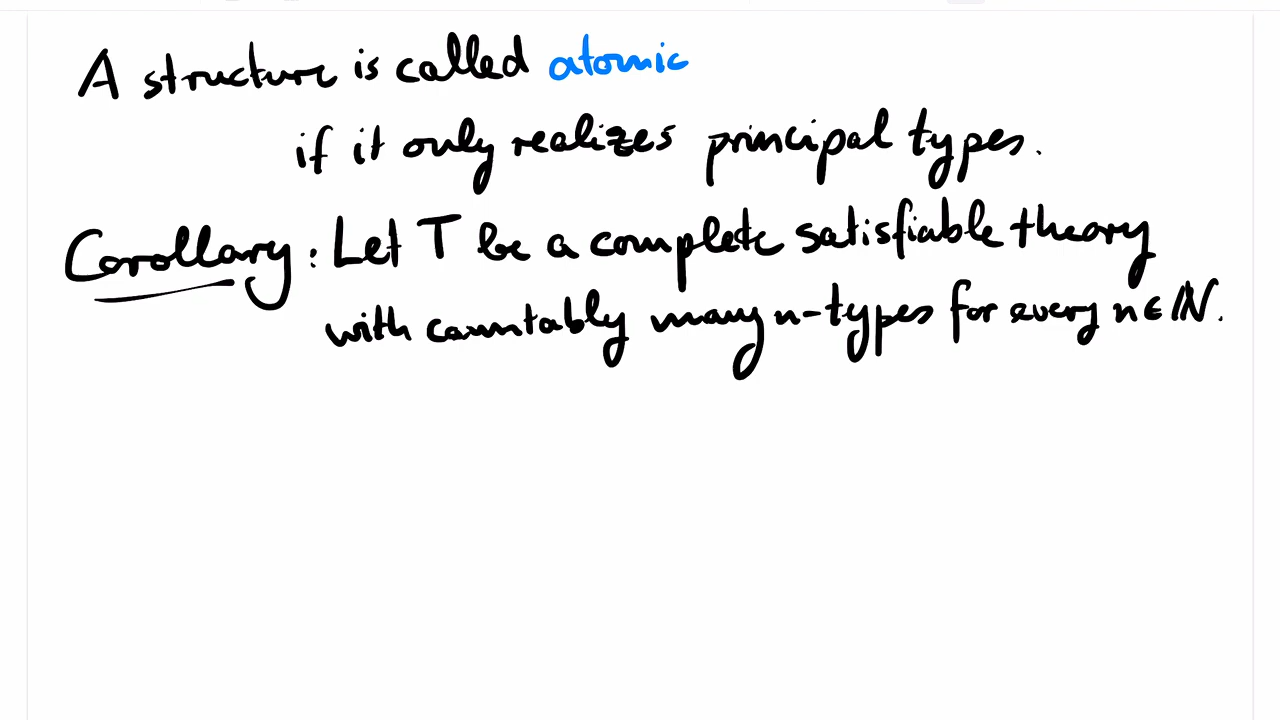 A structure is called atomic
if it only realizes principal types.
Corollary: Let T be a complete satisfiable theory
with countably many n-types for every n ∈ ℕ.